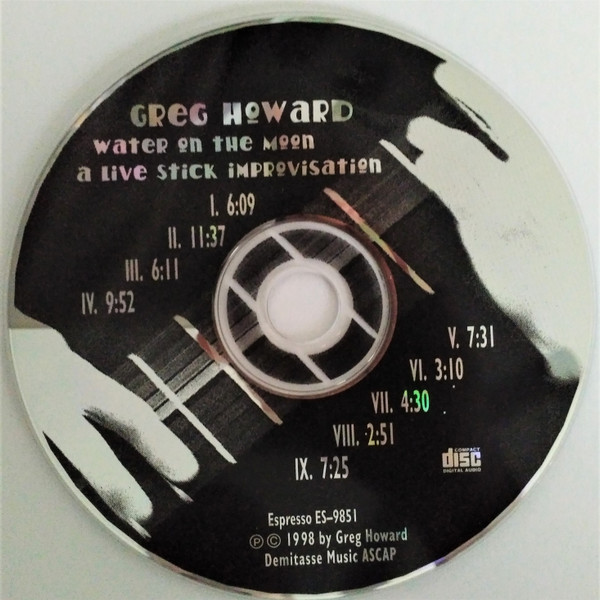 GREG HOWARD
WATER ON THE MOON
A LIVE STICK IMPROVISATION
I. 6:09
II. 11:37
III. 6:11
IV. 9:52
V. 7:31
VI. 3:10
VII. 4:30
VIII. 2:51
IX. 7:25
COMPACT
disc
DIGITAL AUDIO
Espresso ES–9851
Ⓟ © 1998 by Greg Howard
Demitasse Music ASCAP